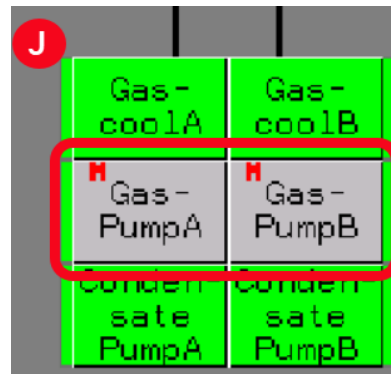 J
Gas- Gas-
coolA coolB
M M
Gas- Gas-
PumpA PumpB
Conden- Conden-
sate sate
PumpA PumpB